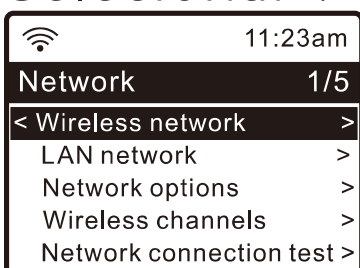 11:23am
Network 1/5
< Wireless network >
LAN network >
Network options >
Wireless channels >
Network connection test >